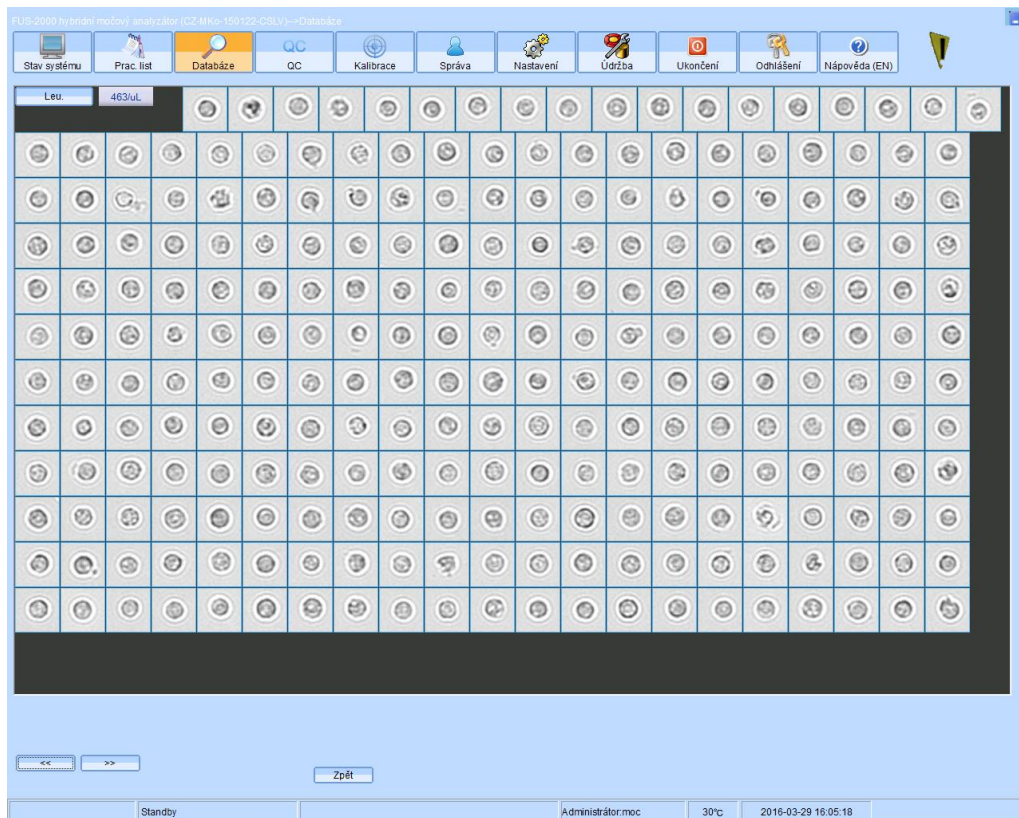 FUS-2000 hybridní močový analyzátor (CZ-MKo-150122-CSLV)-->Databáze
QC
Stav systému Prac. list Databáze QC Kalibrace Správa Nastavení Údržba Ukončení Odhlášení Nápověda (EN)
Leu. 463/uL
<< >>
Zpět
Standby Administrátor:moc 30℃ 2016-03-29 16:05:18